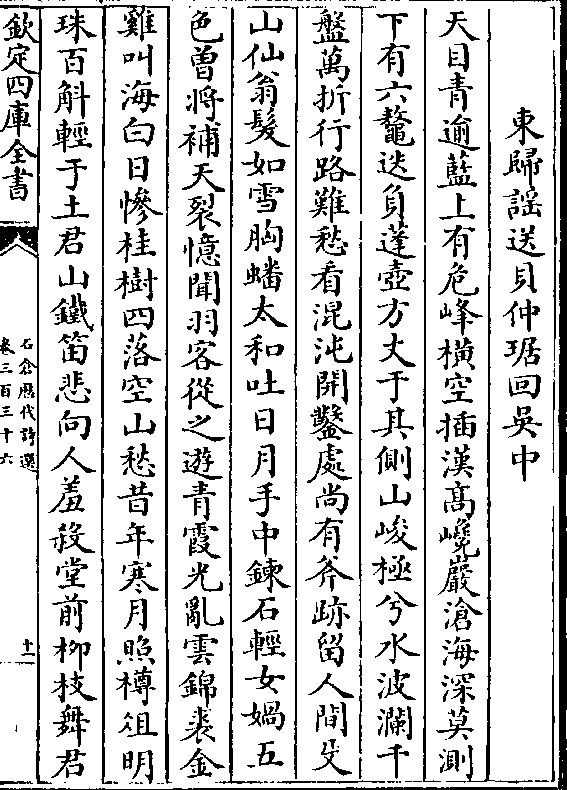 東歸謡送貝仲琚回吳中
天目青逾藍上有危峰橫空插漢髙巉巖滄海深莫測
下有六鼇迭負蓬壺方丈于其側山峻極兮水波瀾千
盤萬折行路難愁看混沌開鑿處尚有斧跡留人間
山仙翁髮如雪胸蟠太和吐日月手中鍊石輕女媧五
色曽將補天裂憶聞羽客從之遊青霞光亂雲錦裘金
雞叫海白日慘桂樹四落空山愁昔年寒月照樽俎明
珠百斛輕于土君山鐵笛悲向人羞殺堂前柳枝舞君
欽定四庫全書
石倉歴代詩選
卷三百三十六
十一